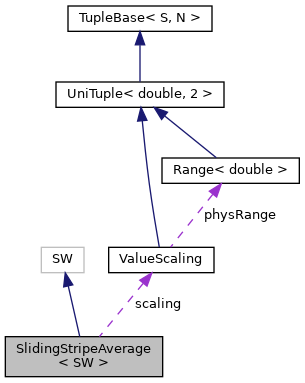 TupleBase< S, N >
UniTuple< double, 2 >
Range< double >
physRange
SW
ValueScaling
scaling
SlidingStripeAverage
< SW >